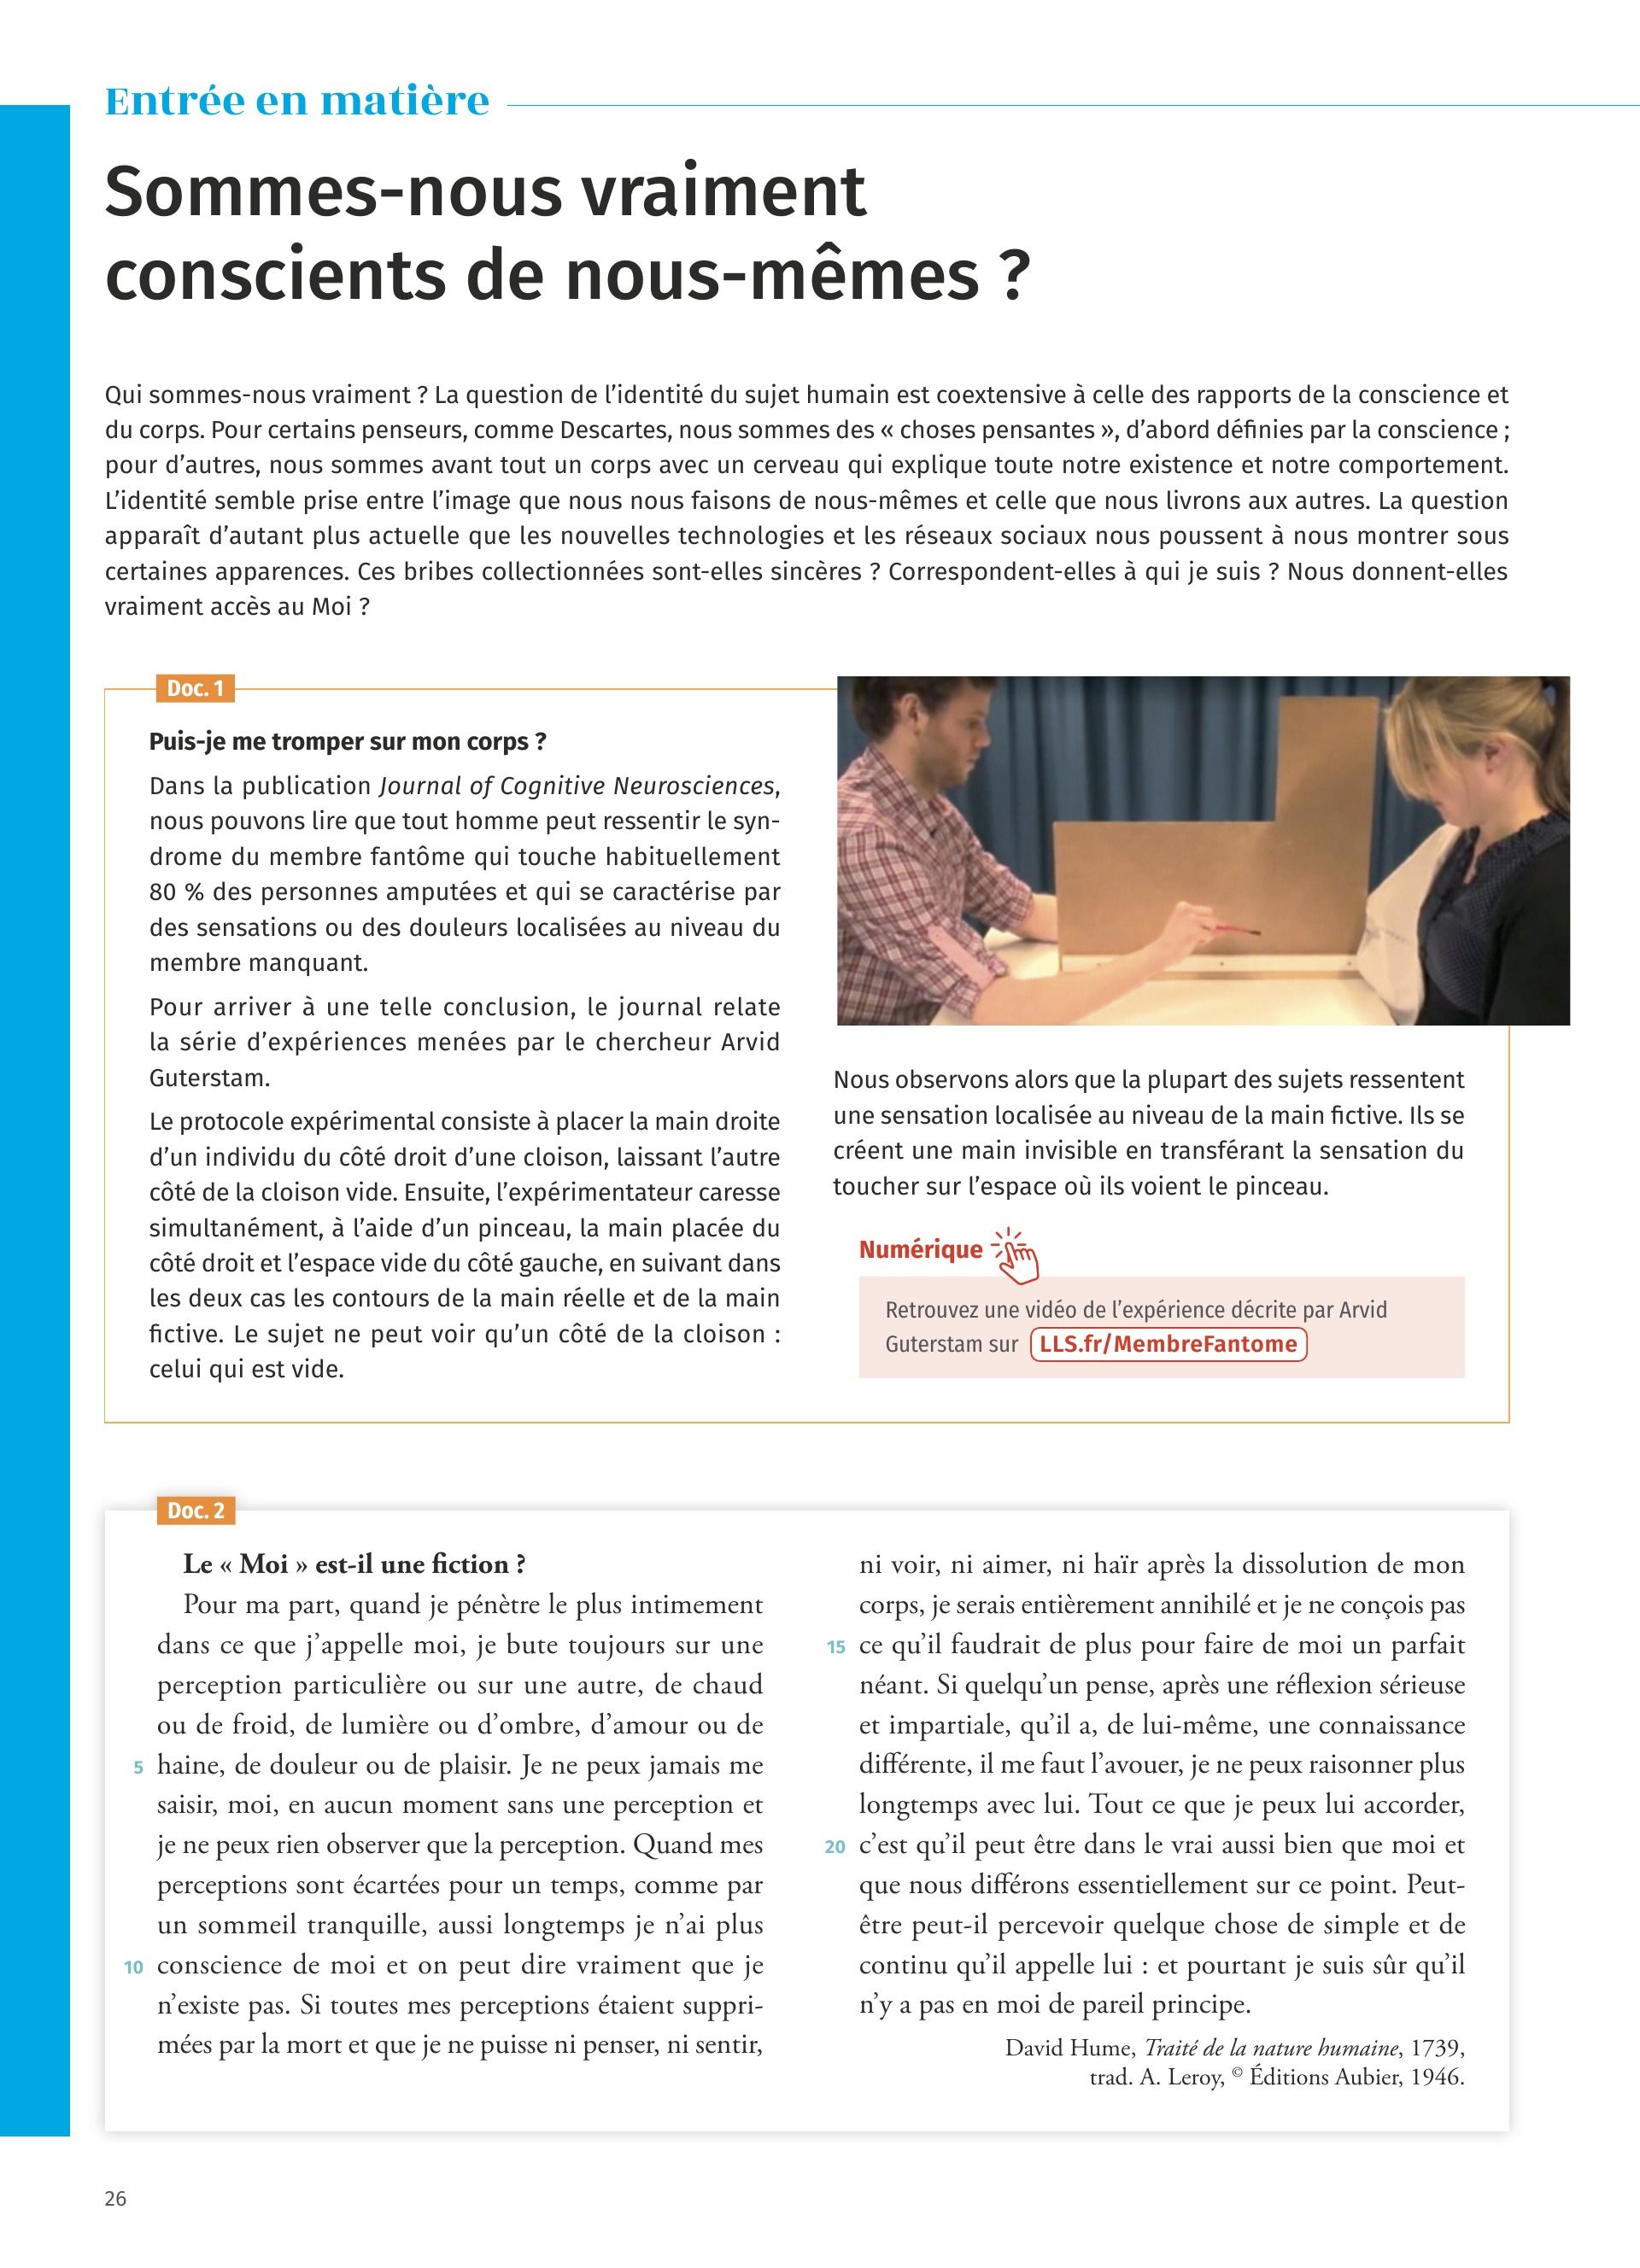 Entrée en matière
Sommes-nous vraiment
conscients de nous-mêmes ?
Qui sommes-nous vraiment ? La question de l'identité du sujet humain est coextensive à celle des rapports de la conscience et
du corps. Pour certains penseurs, comme Descartes, nous sommes des « choses pensantes », d'abord définies par la conscience ;
pour d'autres, nous sommes avant tout un corps avec un cerveau qui explique toute notre existence et notre comportement.
L'identité semble prise entre l'image que nous nous faisons de nous-mêmes et celle que nous livrons aux autres. La question
apparaît d'autant plus actuelle que les nouvelles technologies et les réseaux sociaux nous poussent à nous montrer sous
certaines apparences. Ces bribes collectionnées sont-elles sincères ? Correspondent-elles à qui je suis ? Nous donnent-elles
vraiment accès au Moi ?
Doc. 1
Puis-je me tromper sur mon corps ?
Dans la publication Journal of Cognitive Neurosciences,
nous pouvons lire que tout homme peut ressentir le syn-
drome du membre fantôme qui touche habituellement
80 % des personnes amputées et qui se caractérise par
des sensations ou des douleurs localisées au niveau du
membre manquant.
Pour arriver à une telle conclusion, le journal relate
la série d'expériences menées par le chercheur Arvid
Guterstam.
Le protocole expérimental consiste à placer la main droite
d'un individu du côté droit d'une cloison, laissant l'autre
côté de la cloison vide. Ensuite, l'expérimentateur caresse
simultanément, à l'aide d'un pinceau, la main placée du
côté droit et l'espace vide du côté gauche, en suivant dans
les deux cas les contours de la main réelle et de la main
fictive. Le sujet ne peut voir qu'un côté de la cloison :
celui qui est vide.
Nous observons alors que la plupart des sujets ressentent
une sensation localisée au niveau de la main fictive. Ils se
créent une main invisible en transférant la sensation du
toucher sur l'espace où ils voient le pinceau.
Numérique
Retrouvez une vidéo de l'expérience décrite par Arvid
Guterstam sur LLS.fr/MembreFantome
Doc. 2
Le « Moi » est-il une fiction ?
Pour ma part, quand je pénètre le plus intimement
dans ce que j'appelle moi, je bute toujours sur une
perception particulière ou sur une autre, de chaud
ou de froid, de lumière ou d'ombre, d'amour ou de
5 haine, de douleur ou de plaisir. Je ne peux jamais me
saisir, moi, en aucun moment sans une perception et
je ne peux rien observer que la perception. Quand mes
perceptions sont écartées pour un temps, comme par
un sommeil tranquille, aussi longtemps je n'ai plus
10 conscience de moi et on peut dire vraiment que je
n'existe pas. Si toutes mes perceptions étaient suppri-
mées par la mort et que je ne puisse ni penser, ni sentir,
ni voir, ni aimer, ni haïr après la dissolution de mon
corps, je serais entièrement annihilé et je ne conçois pas
15 ce qu'il faudrait de plus pour faire de moi un parfait
néant. Si quelqu'un pense, après une réflexion sérieuse
et impartiale, qu'il a, de lui-même, une connaissance
différente, il me faut l'avouer, je ne peux raisonner plus
longtemps avec lui. Tout ce que je peux lui accorder,
20 c'est qu'il peut être dans le vrai aussi bien que moi et
que nous différons essentiellement sur ce point. Peut-
être peut-il percevoir quelque chose de simple et de
continu qu'il appelle lui : et pourtant je suis sûr qu'il
n'y a pas en moi de pareil principe.
David Hume, Traité de la nature humaine, 1739,
trad. A. Leroy, © Éditions Aubier, 1946.
26